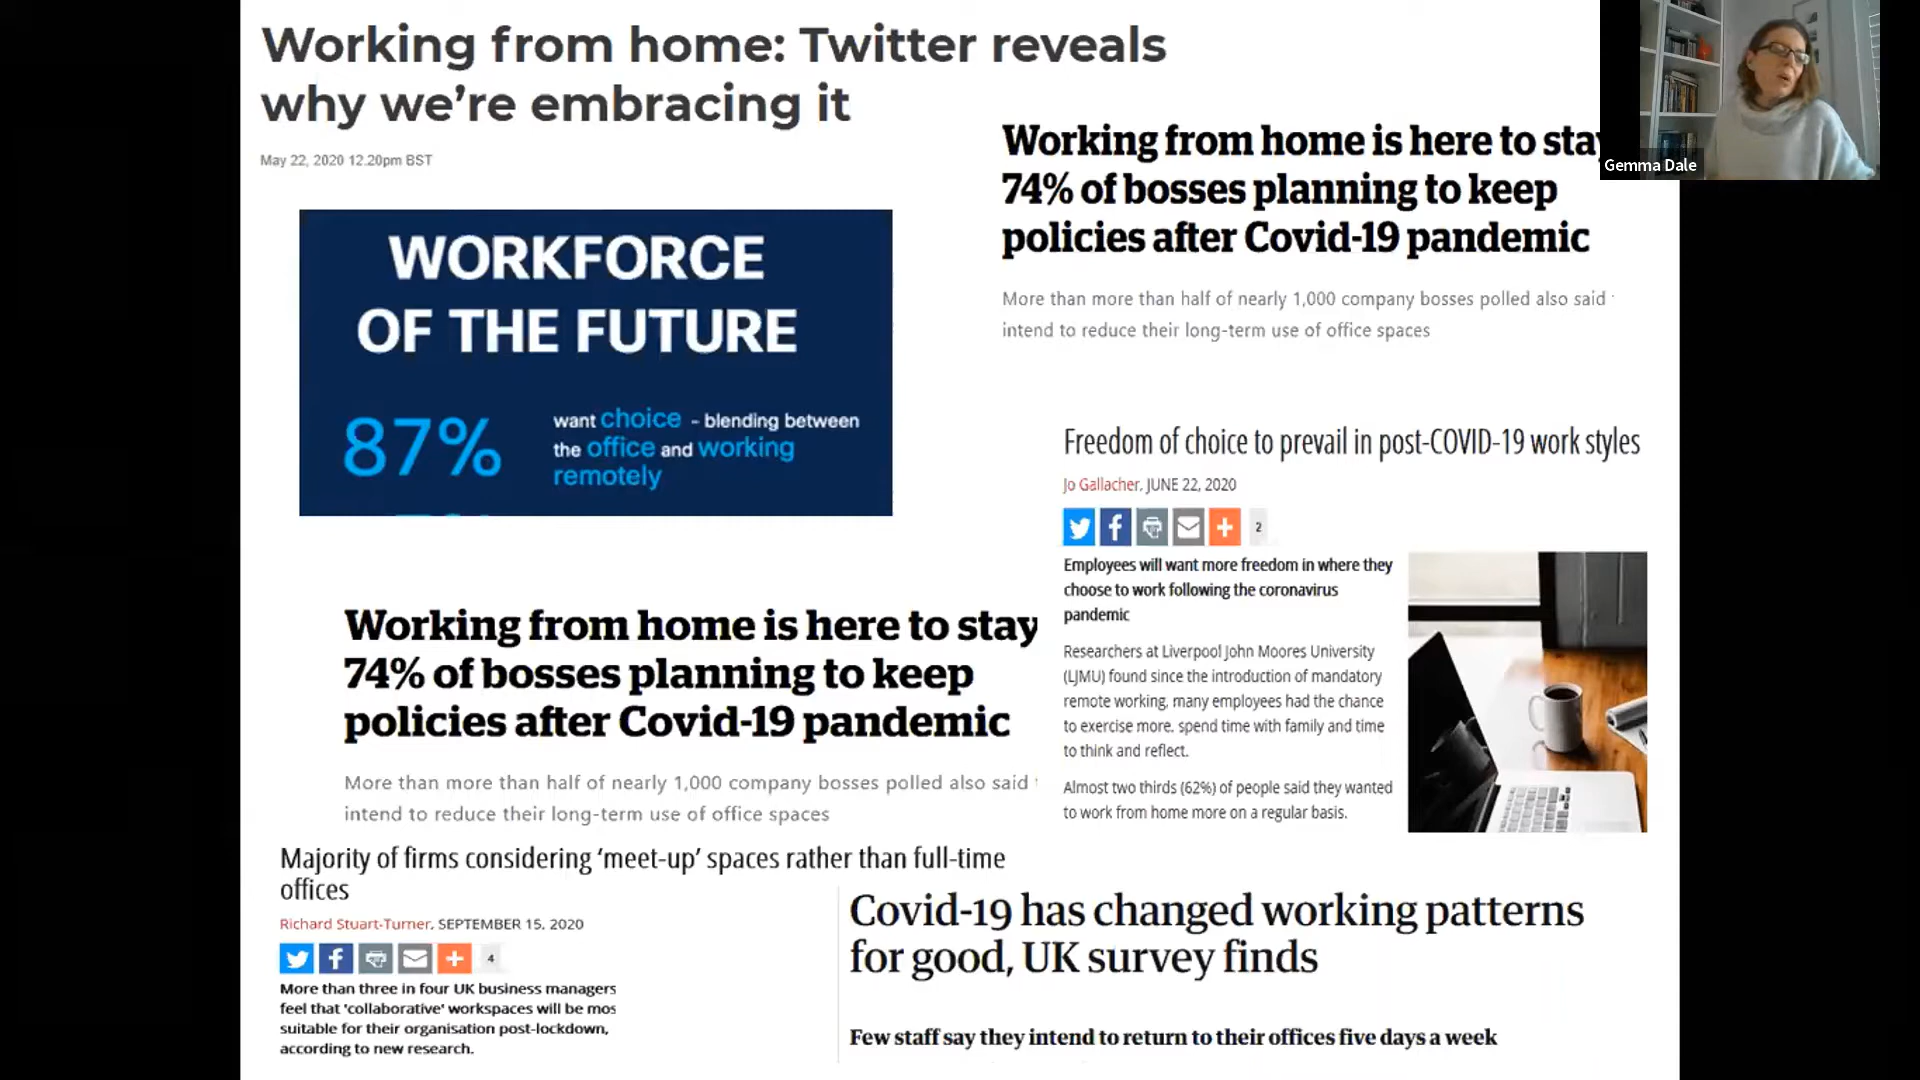 Working from home: Twitter reveals
why we're embracing it
May 22, 2020 12.20pm BST
Gemma Dale
Working from home is here to stay
74% of bosses planning to keep
policies after Covid-19 pandemic
More than more than half of nearly 1,000 company bosses polled also said
intend to reduce their long-term use of office spaces
WORKFORCE
OF THE FUTURE
87%
want choice - blending between
the office and working
remotely
Freedom of choice to prevail in post-COVID-19 work styles
Jo Gallacher, JUNE 22, 2020
2
Employees will want more freedom in where they
choose to work following the coronavirus
pandemic
Researchers at Liverpool John Moores University
(LJMU) found since the introduction of mandatory
remote working, many employees had the chance
to exercise more, spend time with family and time
to think and reflect.
Almost two thirds (62%) of people said they wanted
to work from home more on a regular basis.
Working from home is here to stay
74% of bosses planning to keep
policies after Covid-19 pandemic
More than more than half of nearly 1,000 company bosses polled also said
intend to reduce their long-term use of office spaces
Majority of firms considering 'meet-up' spaces rather than full-time
offices
Richard Stuart-Turner, SEPTEMBER 15, 2020
4
More than three in four UK business managers
feel that 'collaborative' workspaces will be mos
suitable for their organisation post-lockdown,
according to new research.
Covid-19 has changed working patterns
for good, UK survey finds
Few staff say they intend to return to their offices five days a week